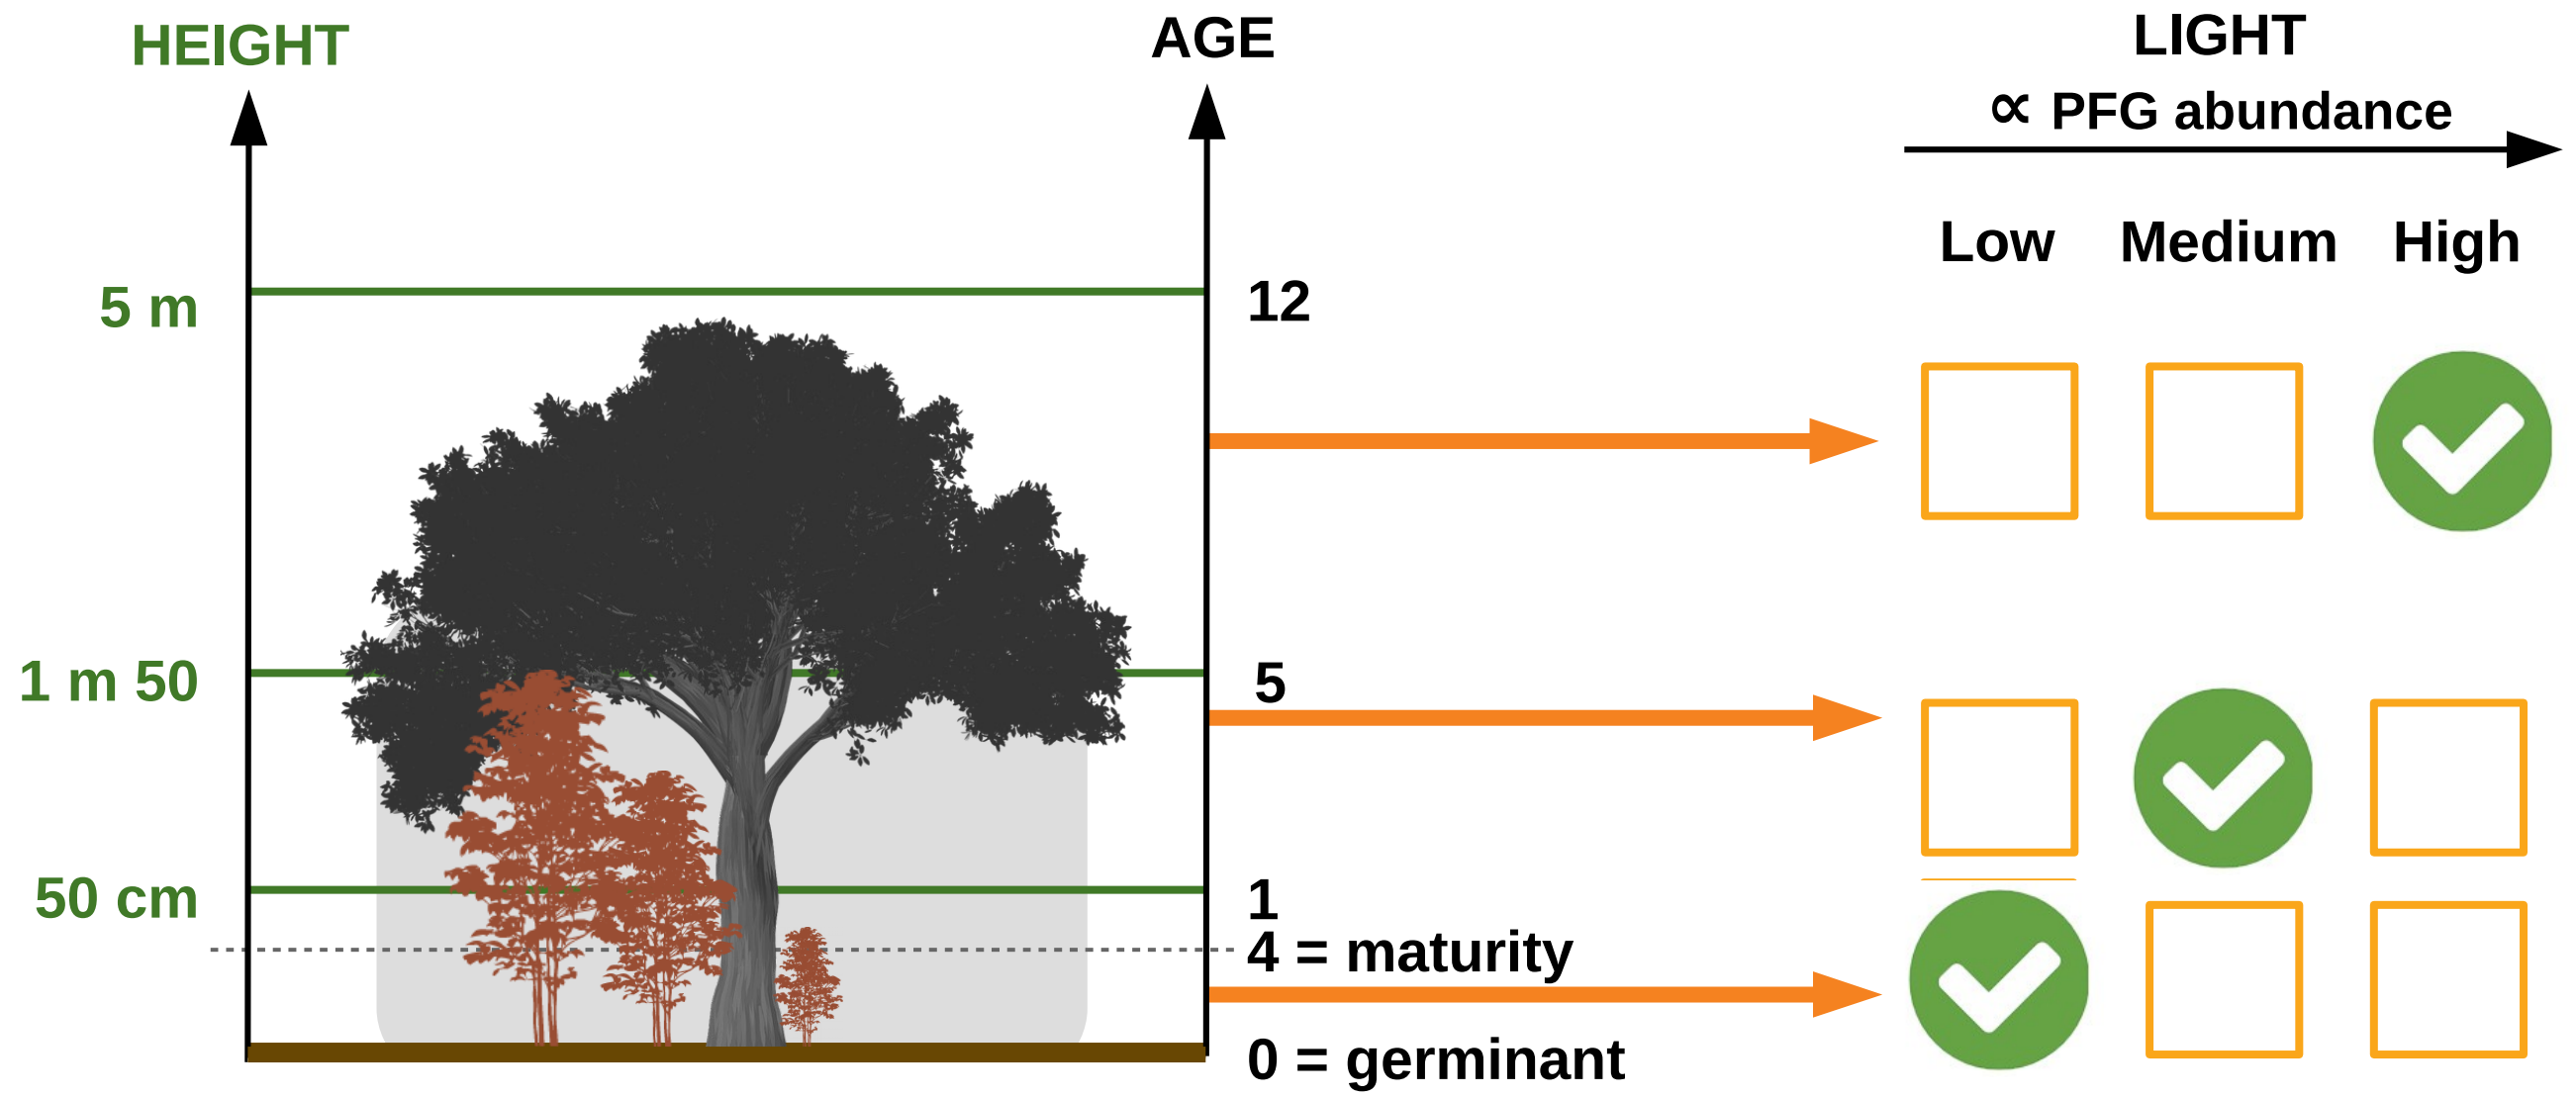 HEIGHT
AGE
LIGHT
∝ PFG abundance
Low Medium High
5 m
12
1 m 50
5
50 cm
1
4 = maturity
0 = germinant